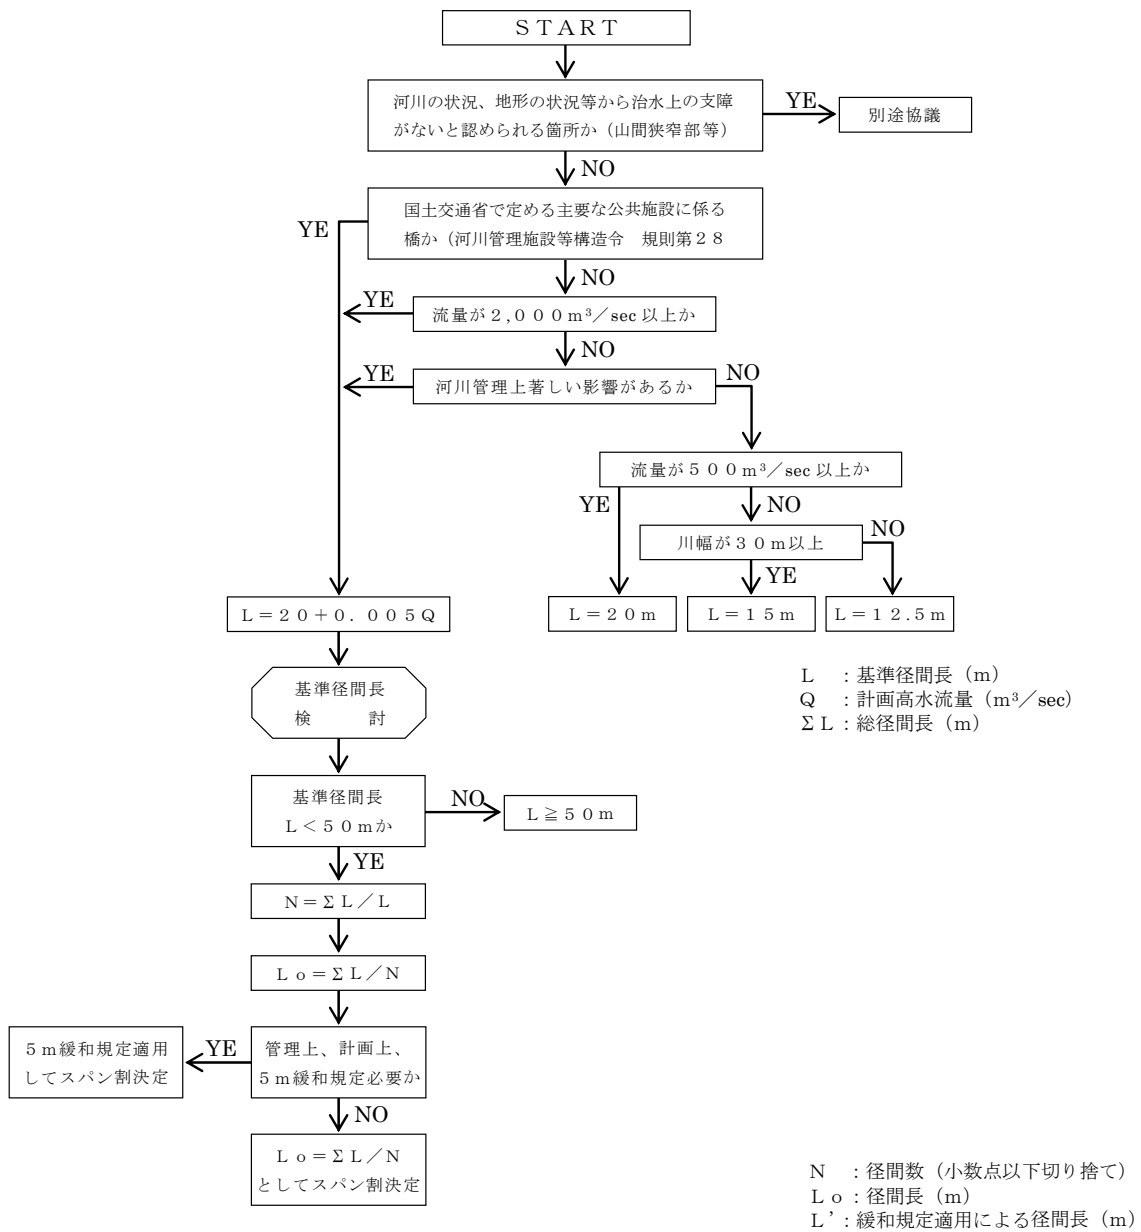 ＳＴＡＲＴ
河川の状況、地形の状況等から治水上の支障
がないと認められる箇所か（山間狭窄部等）
YE
別途協議
NO
国土交通省で定める主要な公共施設に係る
橋か（河川管理施設等構造令　規則第２８
YE
NO
流量が２,０００ｍ³／sec 以上か
YE
NO
河川管理上著しい影響があるか
YE
NO
流量が５００ｍ³／sec 以上か
YE
NO
川幅が３０ｍ以上
NO
YE
Ｌ＝２０＋０．００５Ｑ
Ｌ＝２０ｍ
Ｌ＝１５ｍ
Ｌ＝１２.５ｍ
基準径間長
検　　　討
Ｌ　：基準径間長（ｍ）
Ｑ　：計画高水流量（ｍ³／sec）
ΣＬ：総径間長（ｍ）
基準径間長
Ｌ＜５０ｍか
NO
Ｌ≧５０ｍ
YE
Ｎ＝ΣＬ／Ｌ
Ｌｏ＝ΣＬ／Ｎ
管理上、計画上、
５ｍ緩和規定必要か
YE
５ｍ緩和規定適用
してスパン割決定
NO
Ｌｏ＝ΣＬ／Ｎ
としてスパン割決定
Ｎ　：径間数（小数点以下切り捨て）
Ｌｏ：径間長（ｍ）
Ｌ’：緩和規定適用による径間長（ｍ）